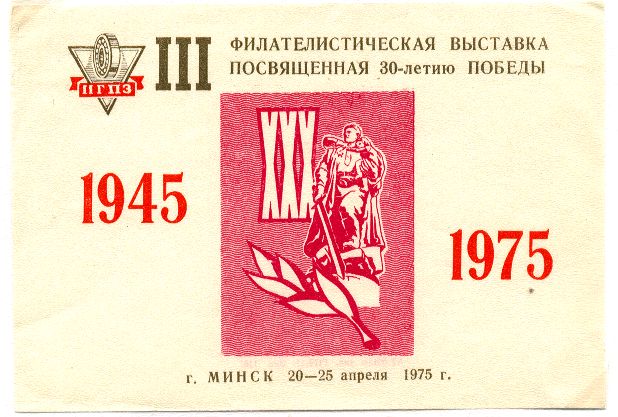 III ФИЛАТЕЛИСТИЧЕСКАЯ ВЫСТАВКА
ПОСВЯЩЕННАЯ 30-летию ПОБЕДЫ
ПГПЗ
XXX
1945
1975
г. МИНСК 20—25 апреля 1975 г.